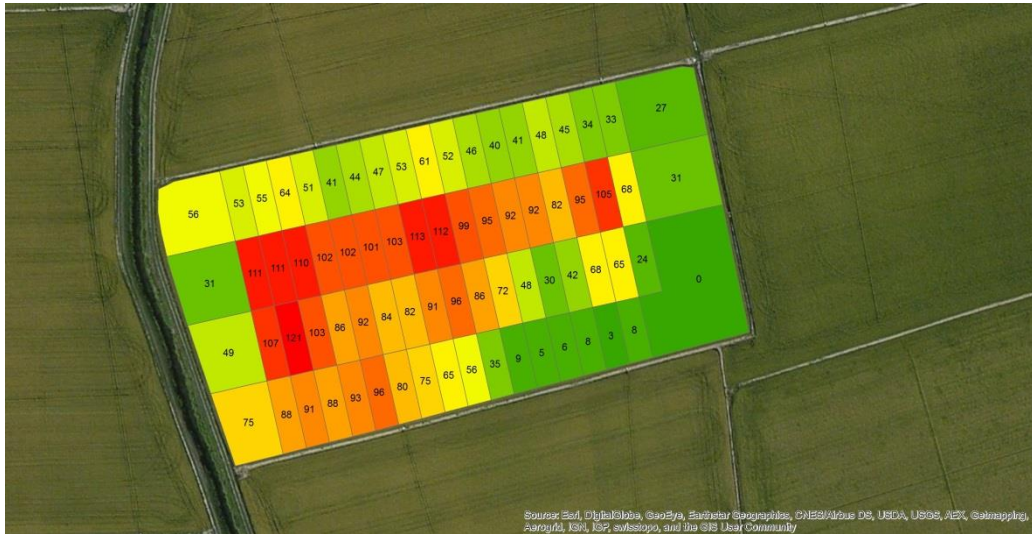 56 53 55 64 51 41 44 47 53 61 52 46 40 41 48 45 34 33 27
31 111 111 110 102 102 101 103 113 112 99 95 92 92 82 95 105 68 31
49 107 121 103 86 92 84 82 91 96 86 72 48 30 42 68 65 24 0
75 88 91 88 93 96 80 75 65 56 35 9 5 6 8 3 8
Source: Esri, DigitalGlobe, GeoEye, Earthstar Geographics, CNES/Airbus DS, USDA, USGS, AEX, Getmapping,
Aerogrid, IGN, IGP, swisstopo, and the GIS User Community